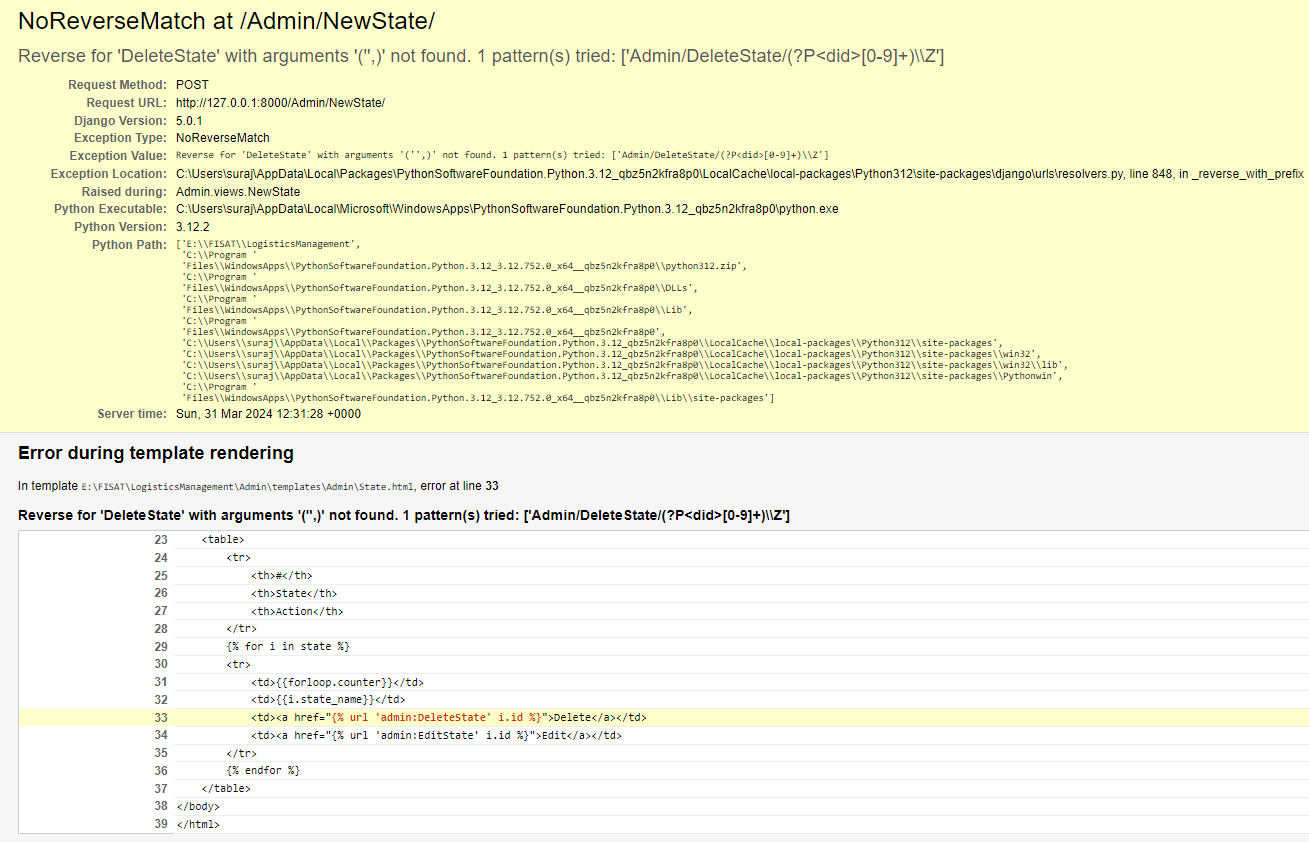 NoReverseMatch at /Admin/NewState/
Reverse for 'DeleteState' with arguments '('',)' not found. 1 pattern(s) tried: ['Admin/DeleteState/(?P<did>[0-9]+)\\Z']
Request Method: POST
Request URL: http://127.0.0.1:8000/Admin/NewState/
Django Version: 5.0.1
Exception Type: NoReverseMatch
Exception Value: Reverse for 'DeleteState' with arguments '('',)' not found. 1 pattern(s) tried: ['Admin/DeleteState/(?P<did>[0-9]+)\\Z']
Exception Location: C:\Users\suraj\AppData\Local\Packages\PythonSoftwareFoundation.Python.3.12_qbz5n2kfra8p0\LocalCache\local-packages\Python312\site-packages\django\urls\resolvers.py, line 848, in _reverse_with_prefix
Raised during: Admin.views.NewState
Python Executable: C:\Users\suraj\AppData\Local\Microsoft\WindowsApps\PythonSoftwareFoundation.Python.3.12_qbz5n2kfra8p0\python.exe
Python Version: 3.12.2
Python Path: ['E:\\FISAT\\LogisticsManagement',
'C:\\Program '
'Files\\WindowsApps\\PythonSoftwareFoundation.Python.3.12_3.12.752.0_x64__qbz5n2kfra8p0\\python312.zip',
'C:\\Program '
'Files\\WindowsApps\\PythonSoftwareFoundation.Python.3.12_3.12.752.0_x64__qbz5n2kfra8p0\\DLLs',
'C:\\Program '
'Files\\WindowsApps\\PythonSoftwareFoundation.Python.3.12_3.12.752.0_x64__qbz5n2kfra8p0\\Lib',
'C:\\Program '
'Files\\WindowsApps\\PythonSoftwareFoundation.Python.3.12_3.12.752.0_x64__qbz5n2kfra8p0',
'C:\\Users\\suraj\\AppData\\Local\\Packages\\PythonSoftwareFoundation.Python.3.12_qbz5n2kfra8p0\\LocalCache\\local-packages\\Python312\\site-packages',
'C:\\Users\\suraj\\AppData\\Local\\Packages\\PythonSoftwareFoundation.Python.3.12_qbz5n2kfra8p0\\LocalCache\\local-packages\\Python312\\site-packages\\win32',
'C:\\Users\\suraj\\AppData\\Local\\Packages\\PythonSoftwareFoundation.Python.3.12_qbz5n2kfra8p0\\LocalCache\\local-packages\\Python312\\site-packages\\win32\\lib',
'C:\\Users\\suraj\\AppData\\Local\\Packages\\PythonSoftwareFoundation.Python.3.12_qbz5n2kfra8p0\\LocalCache\\local-packages\\Python312\\site-packages\\Pythonwin',
'C:\\Program '
'Files\\WindowsApps\\PythonSoftwareFoundation.Python.3.12_3.12.752.0_x64__qbz5n2kfra8p0\\Lib\\site-packages']
Server time: Sun, 31 Mar 2024 12:31:28 +0000
Error during template rendering
In template E:\FISAT\LogisticsManagement\Admin\templates\Admin\State.html, error at line 33
Reverse for 'DeleteState' with arguments '('',)' not found. 1 pattern(s) tried: ['Admin/DeleteState/(?P<did>[0-9]+)\\Z']
23 <table>
24 <tr>
25 <th>#</th>
26 <th>State</th>
27 <th>Action</th>
28 </tr>
29 {% for i in state %}
30 <tr>
31 <td>{{forloop.counter}}</td>
32 <td>{{i.state_name}}</td>
33 <td><a href="{% url 'admin:DeleteState' i.id %}">Delete</a></td>
34 <td><a href="{% url 'admin:EditState' i.id %}">Edit</a></td>
35 </tr>
36 {% endfor %}
37 </table>
38 </body>
39 </html>